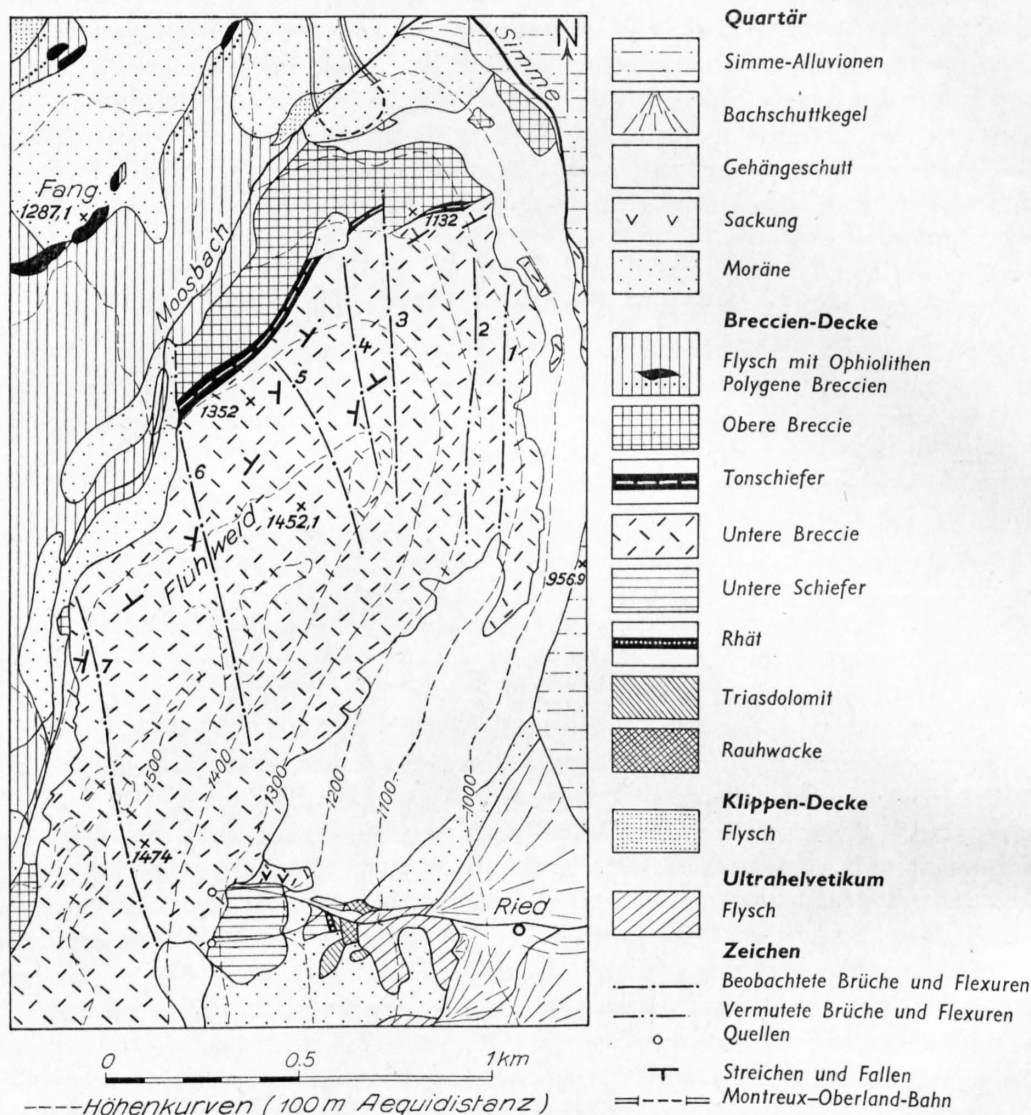 Simme
N
Fang
1287,1
Moosbach
1132
3
2
1
4
5
1352
6
1452,1
Fluhweid
956.9
7
1500
1400
1300
1200
1100
1000
1474
Ried
0 0,5 1 km
Höhenkurven (100 m Aequidistanz)
Quartär
Simme-Alluvionen
Bachschuttkegel
Gehängeschutt
Sackung
Moräne
Breccien-Decke
Flysch mit Ophiolithen
Polygene Breccien
Obere Breccie
Tonschiefer
Untere Breccie
Untere Schiefer
Rhät
Triasdolomit
Rauhwacke
Klippen-Decke
Flysch
Ultrahelvetikum
Flysch
Zeichen
Beobachtete Brüche und Flexuren
Vermutete Brüche und Flexuren
Quellen
Streichen und Fallen
Montreux-Oberland-Bahn